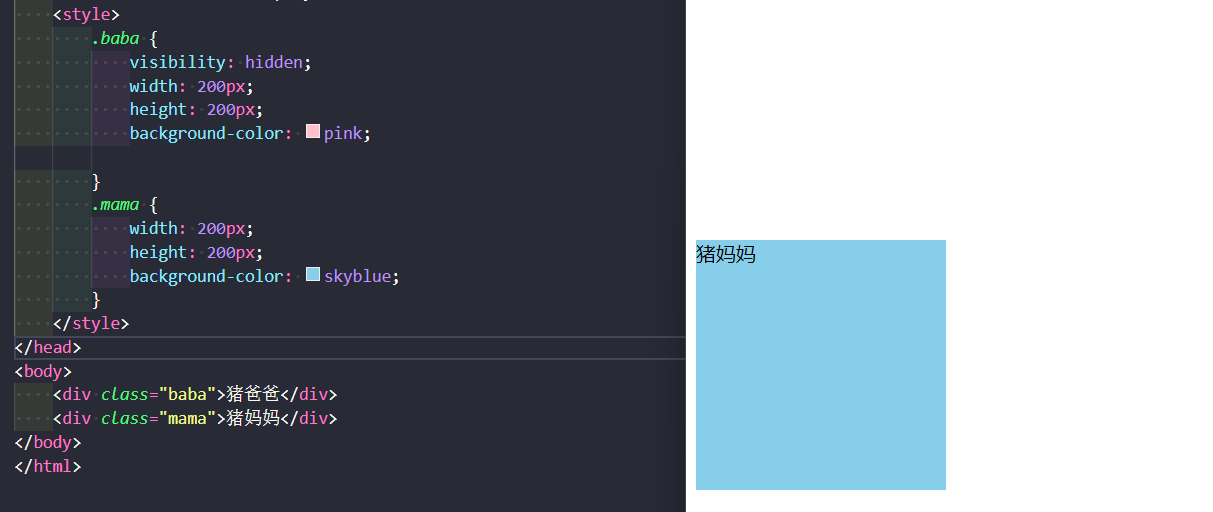 <style>
.baba {
visibility: hidden;
width: 200px;
height: 200px;
background-color: pink;
}
.mama {
width: 200px;
height: 200px;
background-color: skyblue;
}
</style>
</head>
<body>
<div class="baba">猪爸爸</div>
<div class="mama">猪妈妈</div>
</body>
</html>
猪妈妈